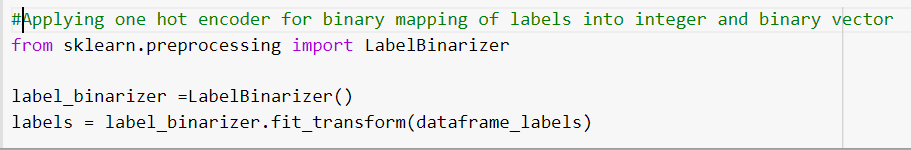 #Applying one hot encoder for binary mapping of labels into integer and binary vector
from sklearn.preprocessing import LabelBinarizer
label_binarizer =LabelBinarizer()
labels = label_binarizer.fit_transform(dataframe_labels)